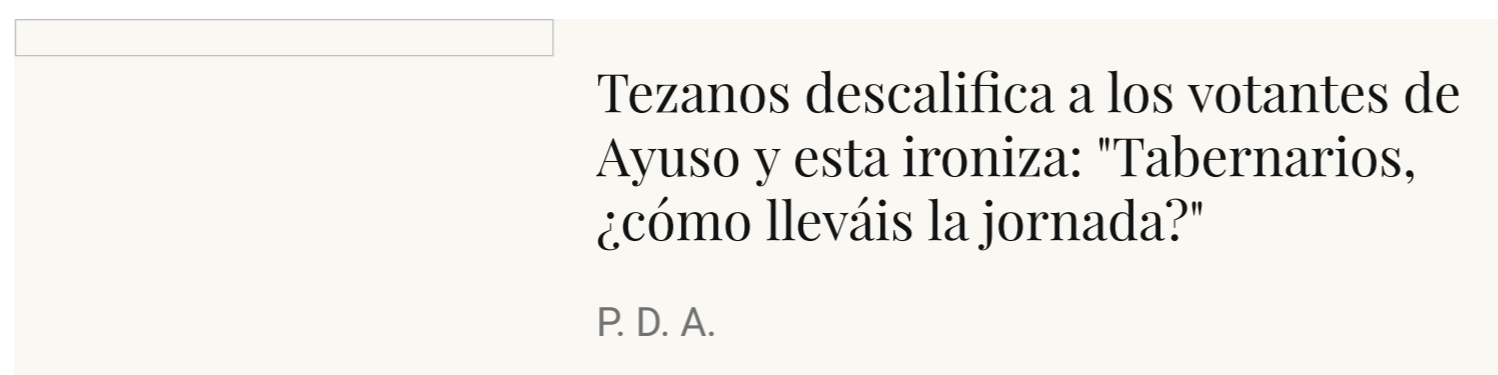 Tezanos descalifica a los votantes de
Ayuso y esta ironiza: "Tabernarios,
¿cómo lleváis la jornada?"
P. D. A.